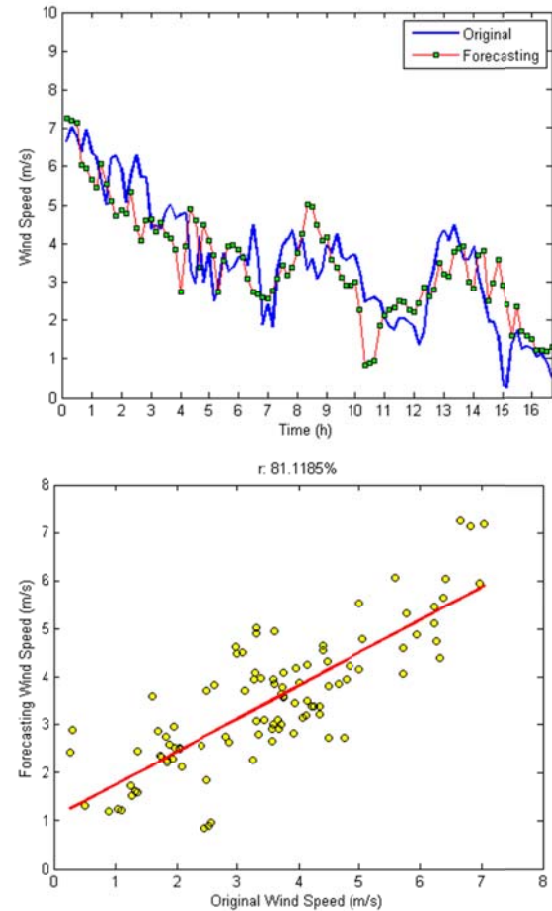 10
9
8
7
6
5
4
3
2
1
0
Wind Speed (m/s)
Original
Forecasting
0 1 2 3 4 5 6 7 8 9 10 11 12 13 14 15 16
Time (h)
r: 81.1185%
8
7
6
5
4
3
2
1
0
Forecasting Wind Speed (m/s)
0 1 2 3 4 5 6 7 8
Original Wind Speed (m/s)